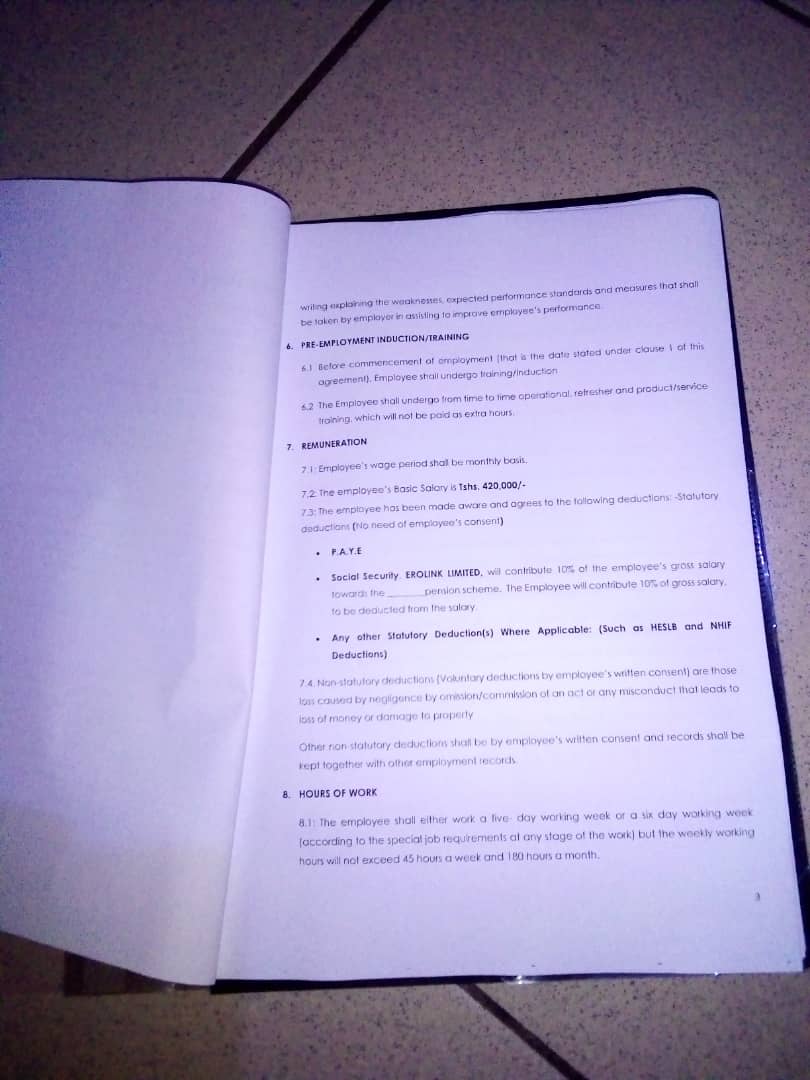 writing explaining the weaknesses, expected performance standards and measures that shall
be taken by employer in assisting to improve employee's performance.
6. PRE-EMPLOYMENT INDUCTION/TRAINING
6.1 Before commencement of employment (that is the date stated under clause 1 of this
agreement), Employee shall undergo training/induction
6.2 The Employee shall undergo from time to time operational, refresher and product/service
training, which will not be paid as extra hours.
7. REMUNERATION
7.1: Employee's wage period shall be monthly basis.
7.2: The employee's Basic Salary is Tshs. 420,000/-
7.3: The employee has been made aware and agrees to the following deductions: -Statutory
deductions (No need of employee's consent)
• P.A.Y.E
• Social Security. EROLINK LIMITED, will contribute 10% of the employee's gross salary
towards the ______pension scheme. The Employee will contribute 10% of gross salary,
to be deducted from the salary.
• Any other Statutory Deduction(s) Where Applicable: (Such as HESLB and NHIF
Deductions)
7.4. Non-statutory deductions (Voluntary deductions by employee's written consent) are those
loss caused by negligence by omission/commission of an act or any misconduct that leads to
loss of money or damage to property
Other non-statutory deductions shall be by employee's written consent and records shall be
kept together with other employment records.
8. HOURS OF WORK
8.1: The employee shall either work a five- day working week or a six day working week
(according to the special job requirements at any stage of the work) but the weekly working
hours will not exceed 45 hours a week and 180 hours a month.
3